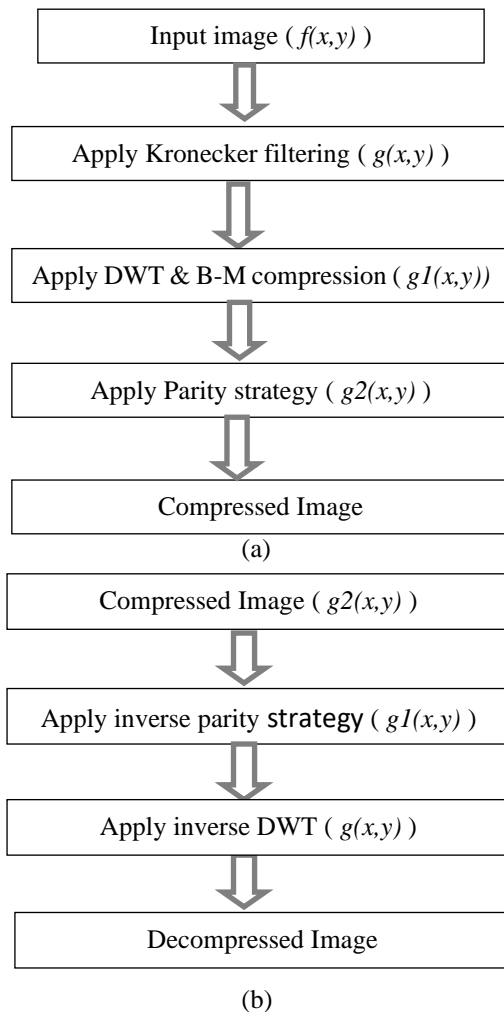 Input image ( f(x,y) )
Apply Kronecker filtering ( g(x,y) )
Apply DWT & B-M compression ( g1(x,y))
Apply Parity strategy ( g2(x,y) )
Compressed Image
(a)
Compressed Image ( g2(x,y) )
Apply inverse parity strategy ( g1(x,y) )
Apply inverse DWT ( g(x,y) )
Decompressed Image
(b)